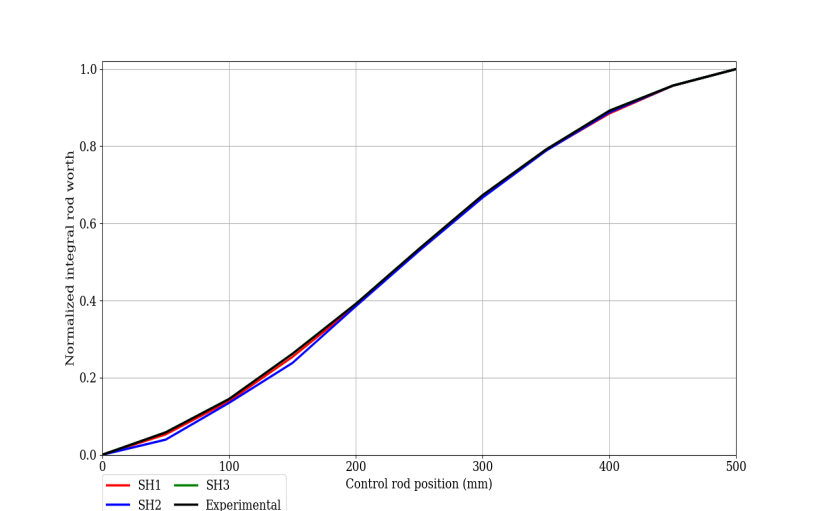 Normalized integral rod worth
1.0
0.8
0.6
0.4
0.2
0.0
0 100 200 300 400 500
Control rod position (mm)
SH1 SH3
SH2 Experimental